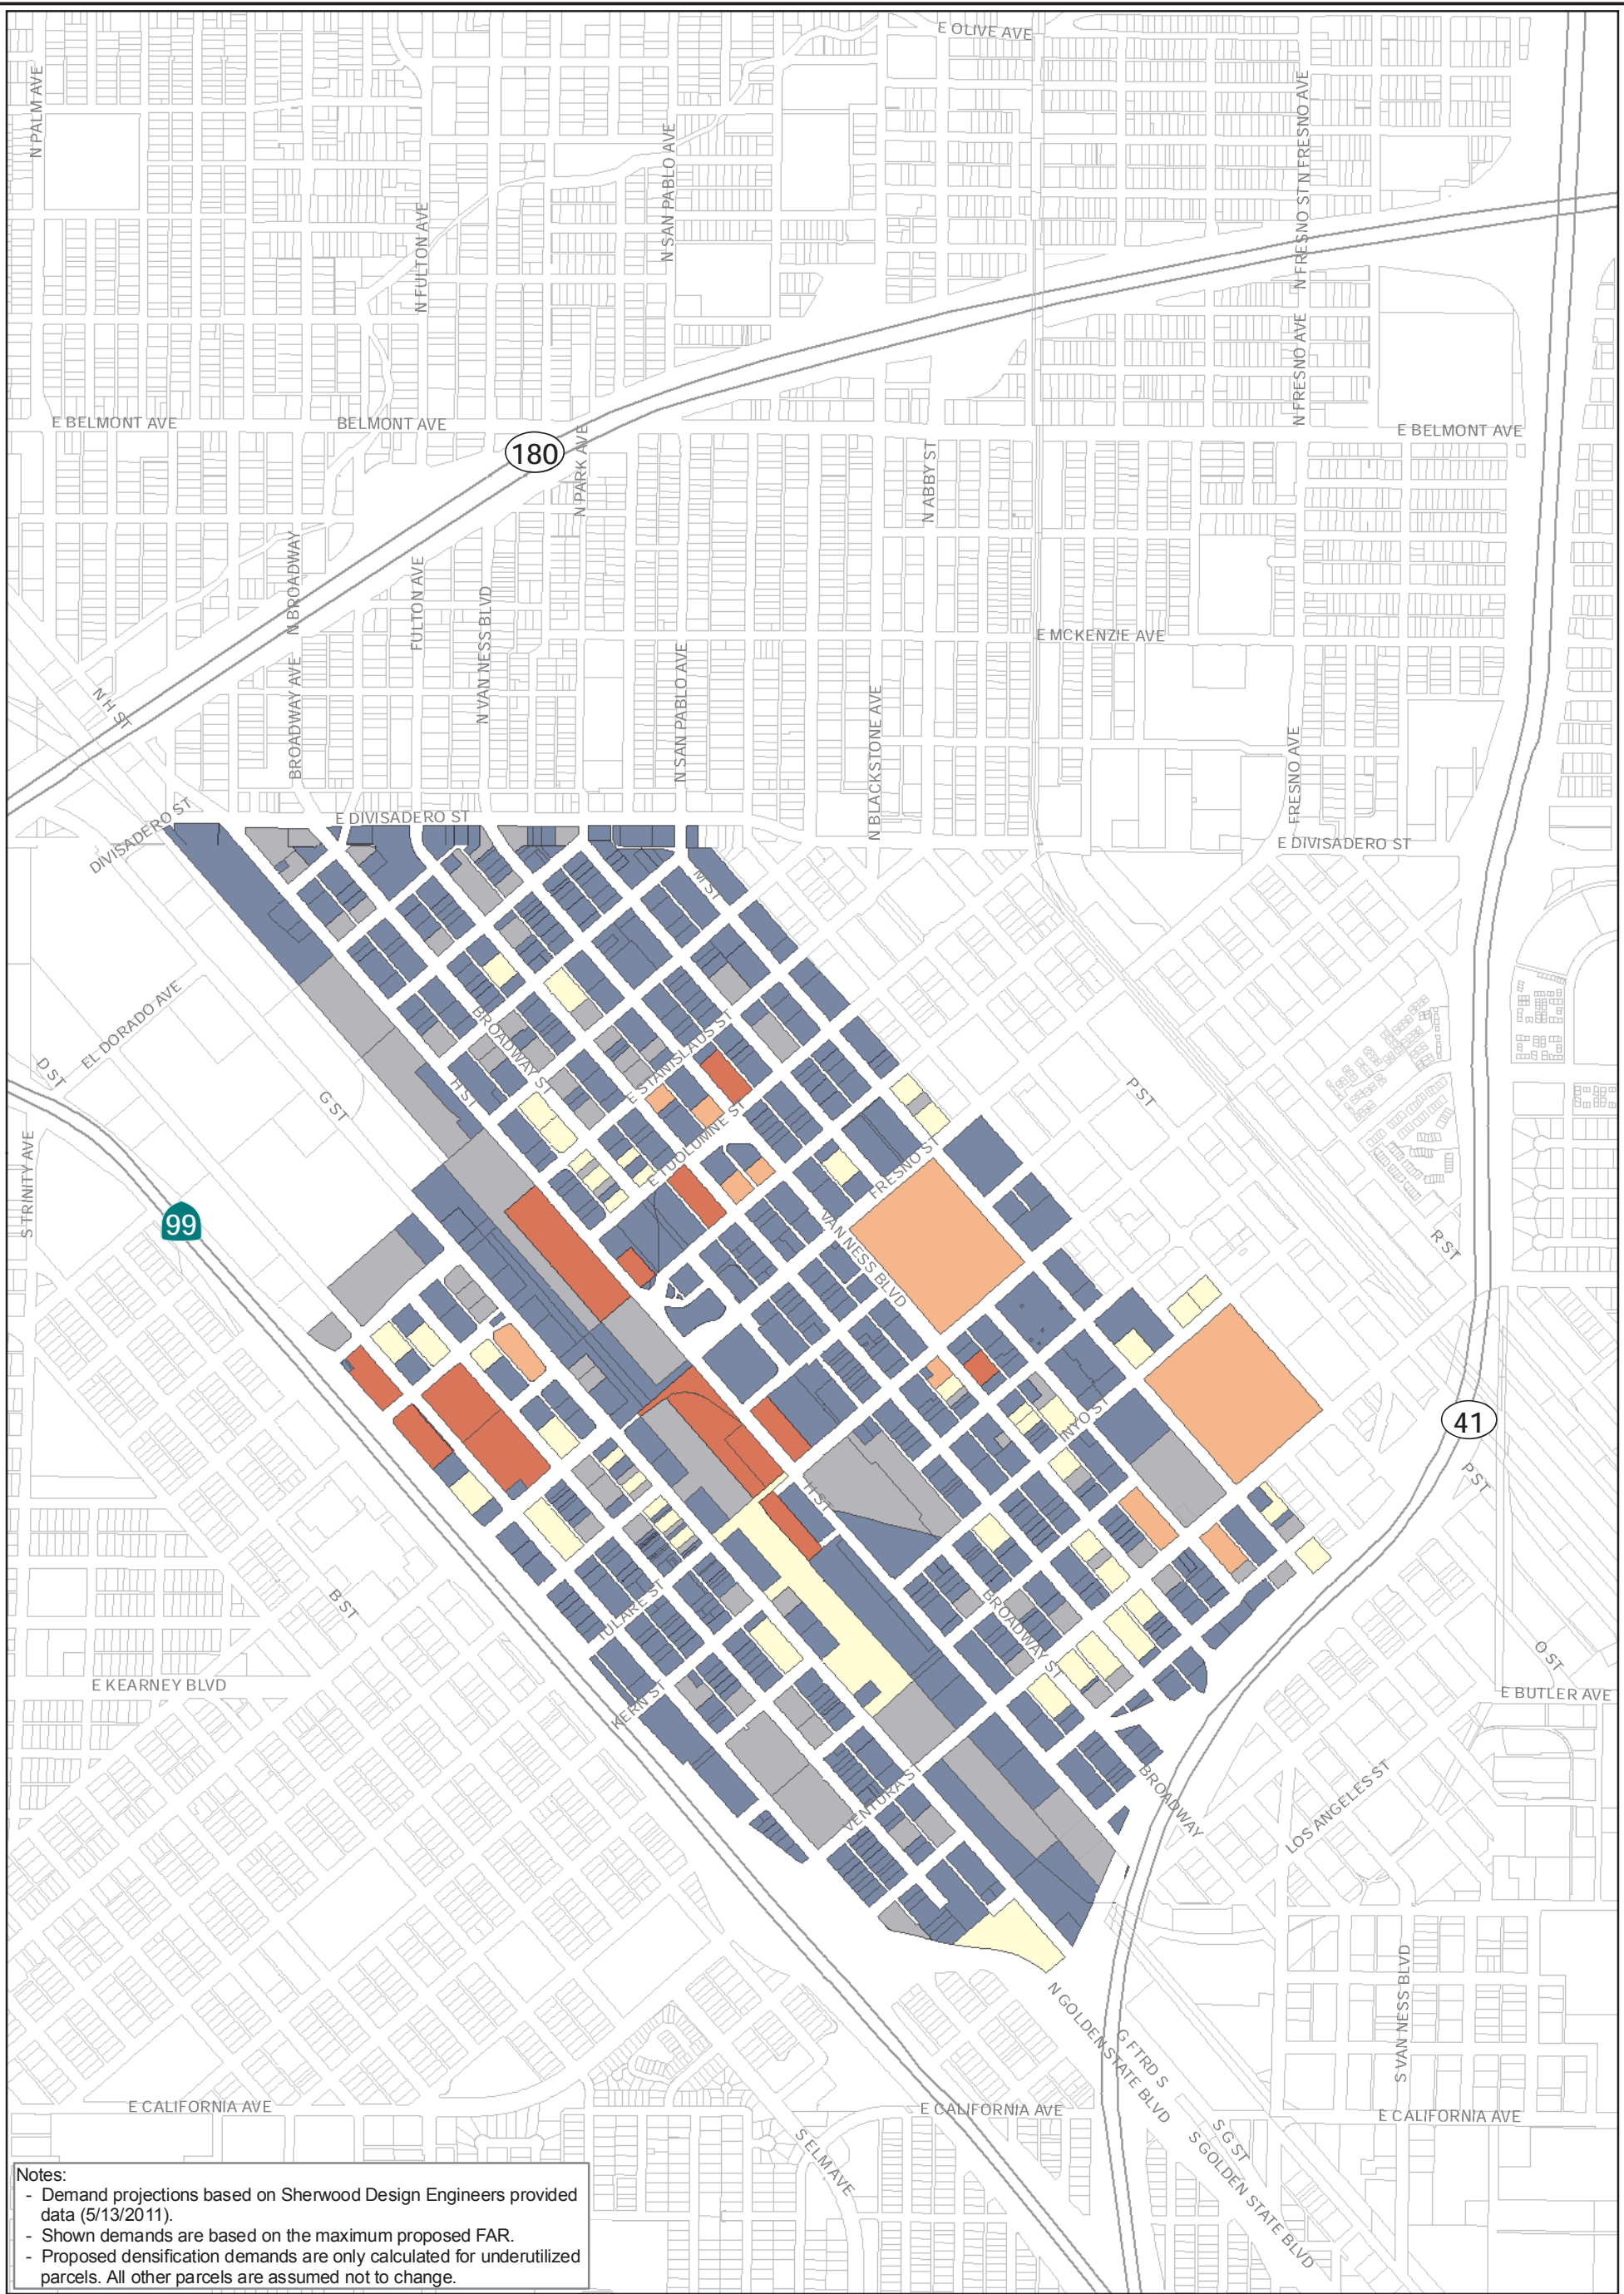 E OLIVE AVE
N PALM AVE
N SAN PABLO AVE
N FRESNO AVE
N FRESNO ST
N FULTON AVE
N FRESNO AVE
N FRESNO AVE
E BELMONT AVE
BELMONT AVE
E BELMONT AVE
180
N PARK AVE
N ABBY ST
N BROADWAY
FULTON AVE
N VAN NESS BLVD
E MCKENZIE AVE
N H ST
BROADWAY AVE
N SAN PABLO AVE
N BLACKSTONE AVE
FRESNO AVE
DIVISADERO ST
E DIVISADERO ST
E DIVISADERO ST
M ST
EL DORADO AVE
D ST
G ST
H ST
BROADWAY ST
E STANISLAUS ST
E TUOLUMNE ST
P ST
S TRINITY AVE
99
FRESNO ST
VAN NESS BLVD
R ST
INYO ST
41
P ST
H ST
B ST
TULARE ST
BROADWAY ST
O ST
E KEARNEY BLVD
KERN ST
E BUTLER AVE
VENTURA ST
BROADWAY
LOS ANGELES ST
S VAN NESS BLVD
N GOLDEN STATE BLVD
G FTRD S
E CALIFORNIA AVE
E CALIFORNIA AVE
E CALIFORNIA AVE
S ELM AVE
S G ST
S GOLDEN STATE BLVD
Notes:
- Demand projections based on Sherwood Design Engineers provided
data (5/13/2011).
- Shown demands are based on the maximum proposed FAR.
- Proposed densification demands are only calculated for underutilized
parcels. All other parcels are assumed not to change.